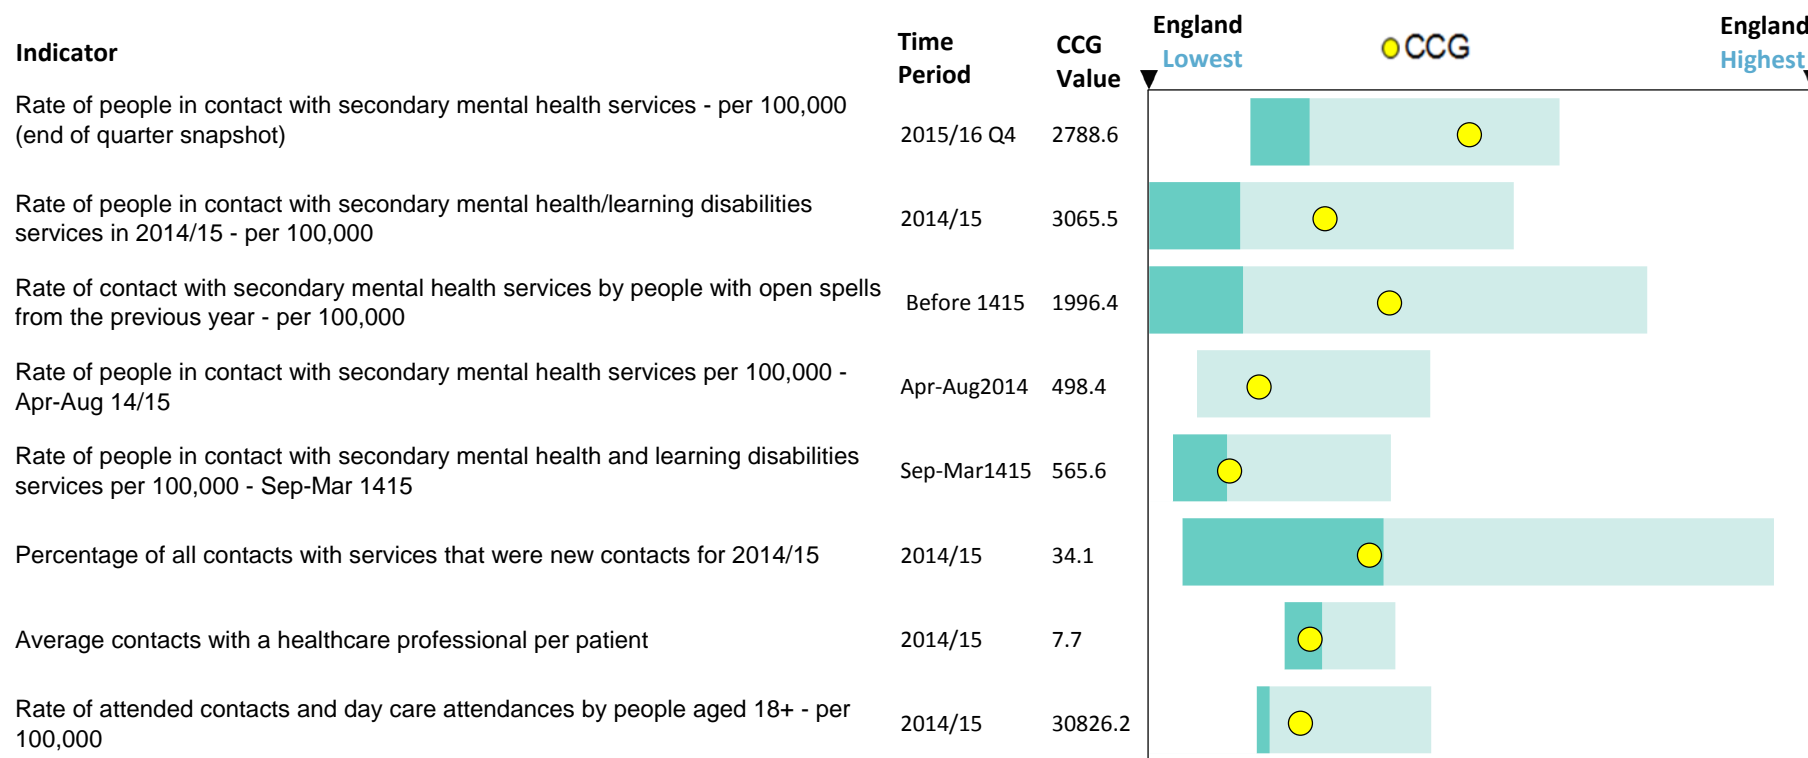 England
England
Indicator
Time
Period
CCG
Value
Lowest
CCG
Highest
Rate of people in contact with secondary mental health services - per 100,000
(end of quarter snapshot)
2015/16 Q4
2788.6
Rate of people in contact with secondary mental health/learning disabilities
services in 2014/15 - per 100,000
2014/15
3065.5
Rate of contact with secondary mental health services by people with open spells
from the previous year - per 100,000
Before 1415
1996.4
Rate of people in contact with secondary mental health services per 100,000 -
Apr-Aug 14/15
Apr-Aug2014
498.4
Rate of people in contact with secondary mental health and learning disabilities
services per 100,000 - Sep-Mar 1415
Sep-Mar1415
565.6
Percentage of all contacts with services that were new contacts for 2014/15
2014/15
34.1
Average contacts with a healthcare professional per patient
2014/15
7.7
Rate of attended contacts and day care attendances by people aged 18+ - per
100,000
2014/15
30826.2